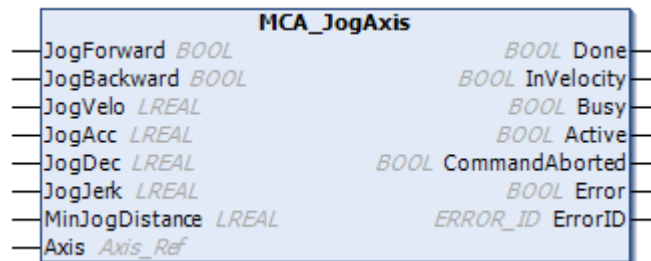 MCA_JogAxis
JogForward BOOL BOOL Done
JogBackward BOOL BOOL InVelocity
JogVelo LREAL BOOL Busy
JogAcc LREAL BOOL Active
JogDec LREAL BOOL CommandAborted
JogJerk LREAL BOOL Error
MinJogDistance LREAL ERROR_ID ErrorID
Axis Axis_Ref